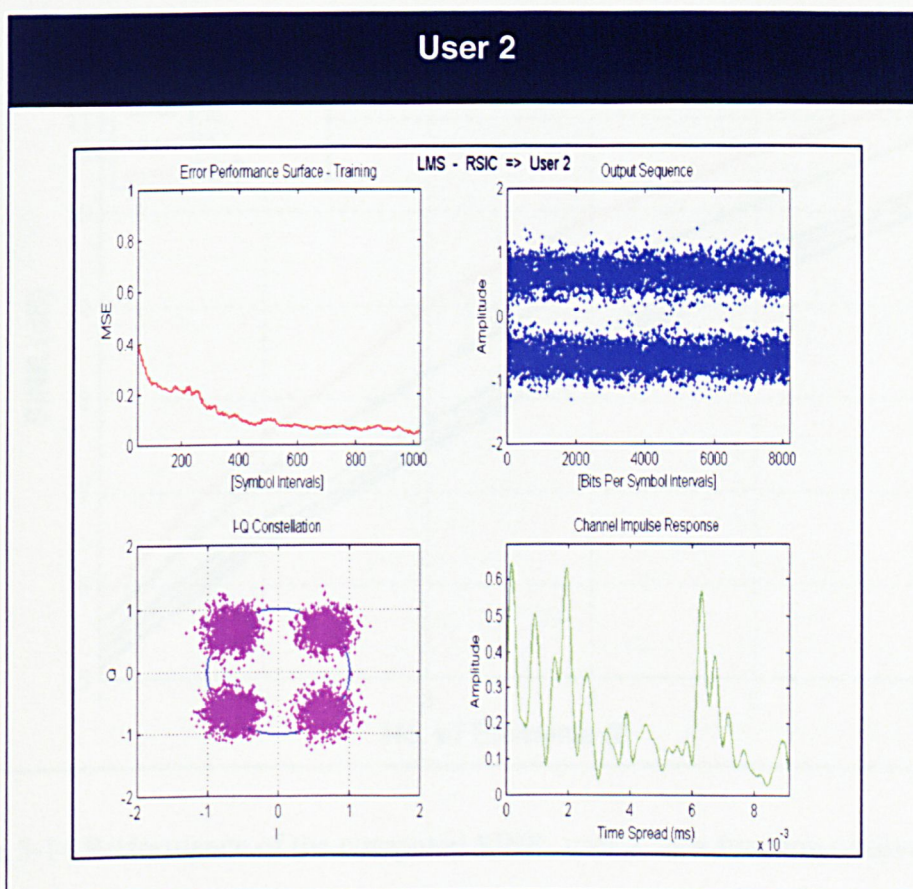 User 2
LMS - RSIC => User 2
Error Performance Surface - Training
1
0.8
0.6
0.4
0.2
0
MSE
200
400
600
800
1000
[Symbol Intervals]
Output Sequence
2
1
0
-1
-2
Amplitude
0
2000
4000
6000
8000
[Bits Per Symbol Intervals]
I-Q Constellation
2
1
0
-1
-2
Q
-2
-1
0
1
2
I
Channel Impulse Response
0.6
0.5
0.4
0.3
0.2
0.1
0
Amplitude
0
2
4
6
8
Time Spread (ms)
x 10⁻³